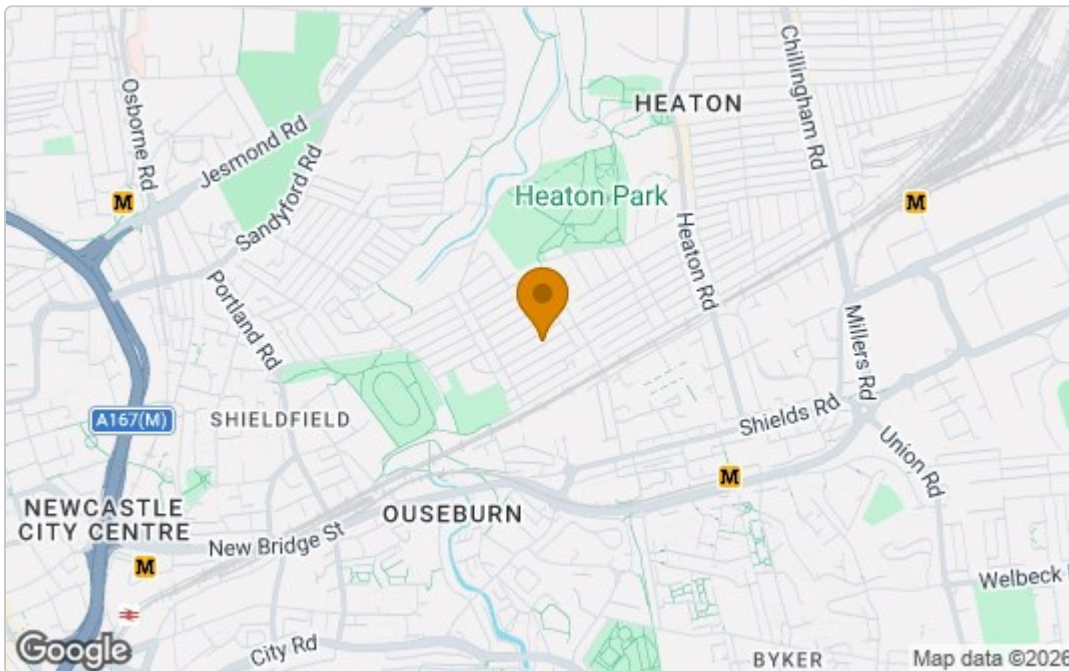 HEATON
Chillingham Rd
Osborne Rd
Jesmond Rd
Sandyford Rd
M
Heaton Park
M
Heaton Rd
Portland Rd
Millers Rd
A167(M)
SHIELDFIELD
Shields Rd
Union Rd
M
NEWCASTLE
CITY CENTRE
OUSEBURN
New Bridge St
M
Welbeck
City Rd
BYKER
Google
Map data ©2026